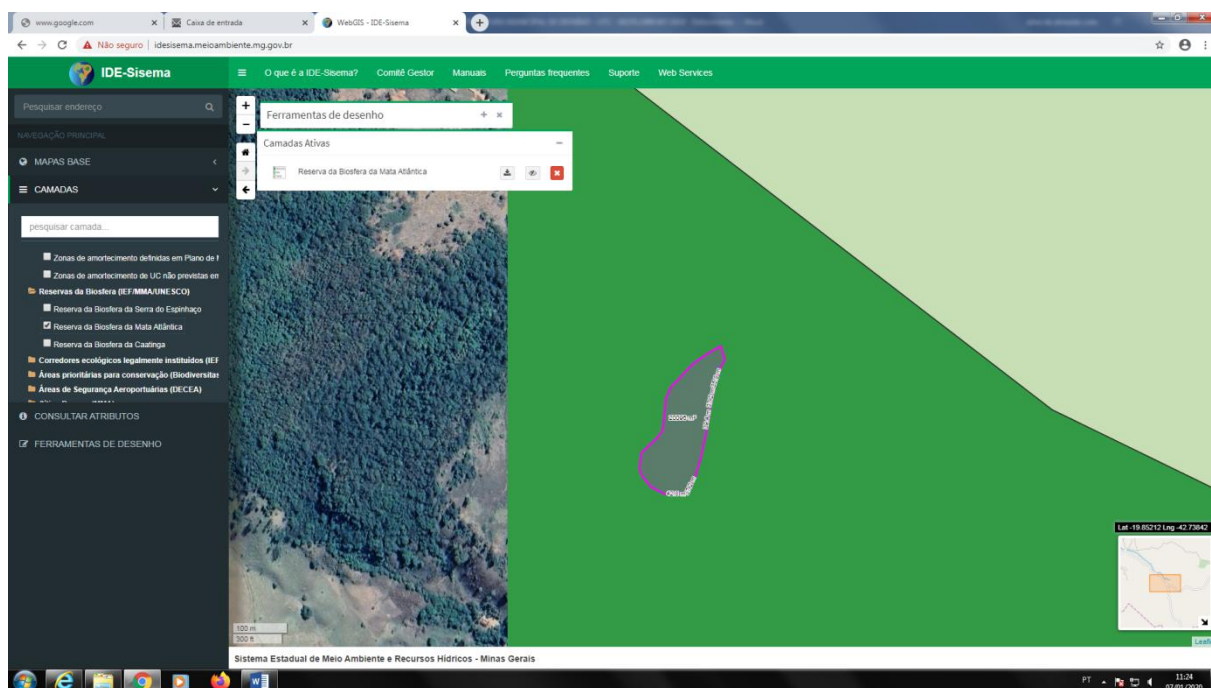 www.google.com
Caixa de entrada
WebGIS - IDE-Sisema
Não seguro | idesisema.meioambiente.mg.gov.br
IDE-Sisema
O que é a IDE-Sisema? Comitê Gestor Manuais Perguntas frequentes Suporte Web Services
Pesquisar endereço
NAVEGAÇÃO PRINCIPAL
MAPAS BASE
CAMADAS
pesquisar camada...
Zonas de amortecimento definidas em Plano de
Zonas de amortecimento de UC não previstas en
Reservas da Biosfera (IEF/MMA/UNESCO)
Reserva da Biosfera da Serra do Espinhaço
Reserva da Biosfera da Mata Atlântica
Reserva da Biosfera da Caatinga
Corredores ecológicos legalmente instituídos (IEF
Áreas prioritárias para conservação (Biodiversitas
Áreas de Segurança Aeroportuárias (DECEA)
CONSULTAR ATRIBUTOS
FERRAMENTAS DE DESENHO
Ferramentas de desenho
Camadas Ativas
Reserva da Biosfera da Mata Atlântica
Lat -19.85212 Lng -42.73842
100 m
300 ft
Leafl
Sistema Estadual de Meio Ambiente e Recursos Hídricos - Minas Gerais
PT
11:24
07/01/2020